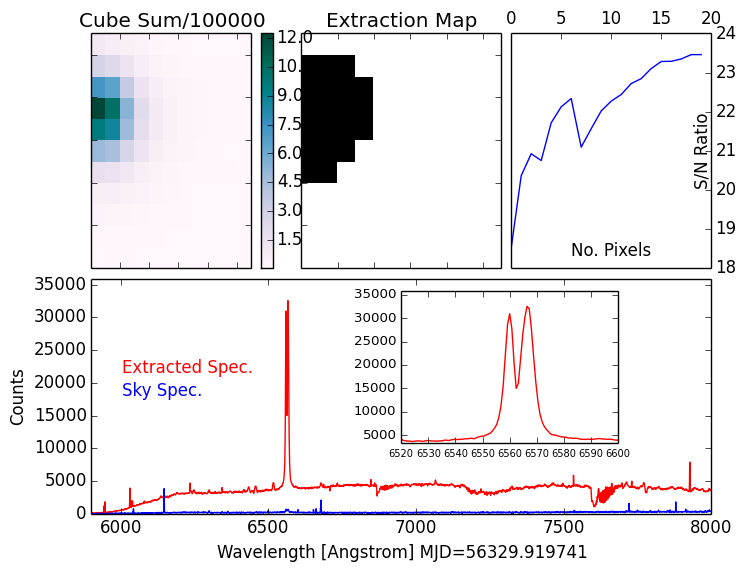 Cube Sum/100000
Extraction Map
0 5 10 15 20
12.0
10.5
9.0
7.5
6.0
4.5
3.0
1.5
24
23
22
21
20
19
18
S/N Ratio
No. Pixels
35000
30000
25000
20000
15000
10000
5000
0
Counts
Extracted Spec.
Sky Spec.
35000
30000
25000
20000
15000
10000
5000
6520 6530 6540 6550 6560 6570 6580 6590 6600
6000 6500 7000 7500 8000
Wavelength [Angstrom] MJD=56329.919741